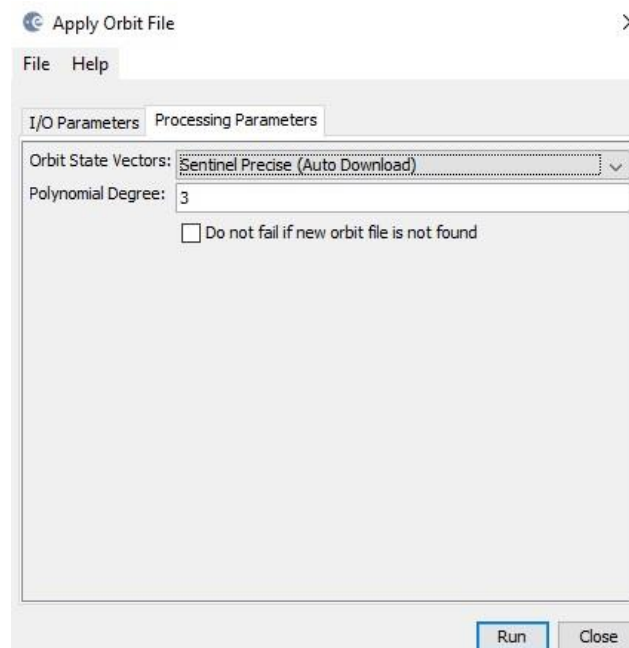 Apply Orbit File
File Help
I/O Parameters Processing Parameters
Orbit State Vectors: Sentinel Precise (Auto Download)
Polynomial Degree: 3
Do not fail if new orbit file is not found
Run Close